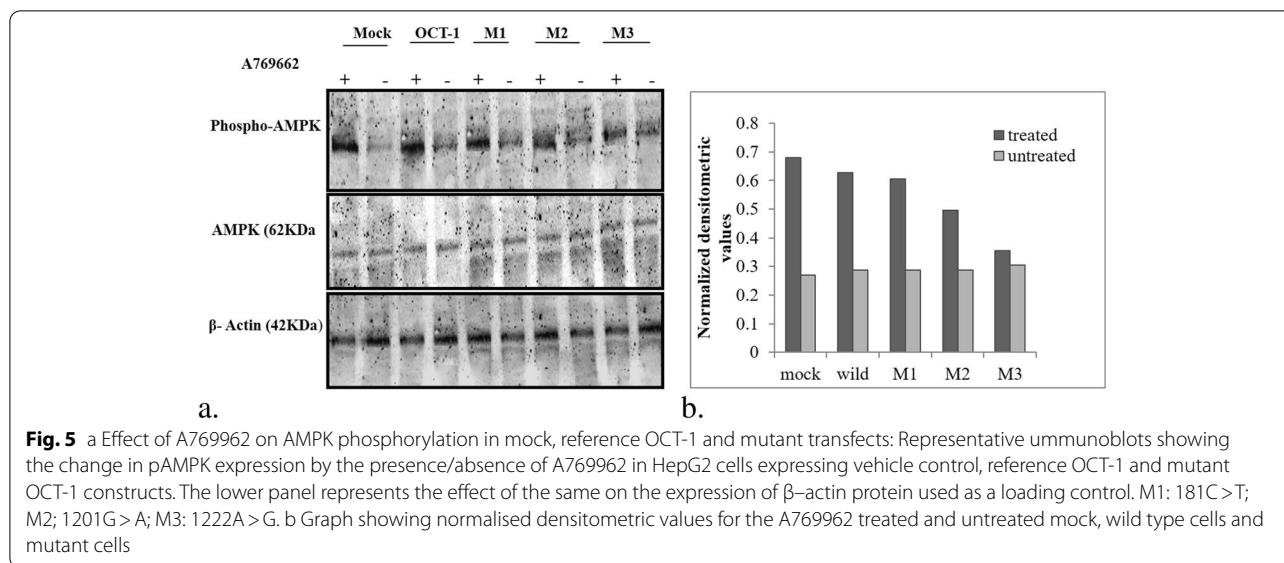 Mock OCT-1 M1 M2 M3
A769662
+ - + - + - + - + -
Phospho-AMPK
AMPK (62KDa
β- Actin (42KDa)
a.
0.8
0.7
0.6
0.5
0.4
0.3
0.2
0.1
0
Normalized densitometric
values
treated
untreated
mock wild M1 M2 M3
b.
Fig. 5 a Effect of A769962 on AMPK phosphorylation in mock, reference OCT-1 and mutant transfects: Representative ummunoblots showing
the change in pAMPK expression by the presence/absence of A769962 in HepG2 cells expressing vehicle control, reference OCT-1 and mutant
OCT-1 constructs. The lower panel represents the effect of the same on the expression of β–actin protein used as a loading control. M1: 181C > T;
M2; 1201G > A; M3: 1222A > G. b Graph showing normalised densitometric values for the A769962 treated and untreated mock, wild type cells and
mutant cells